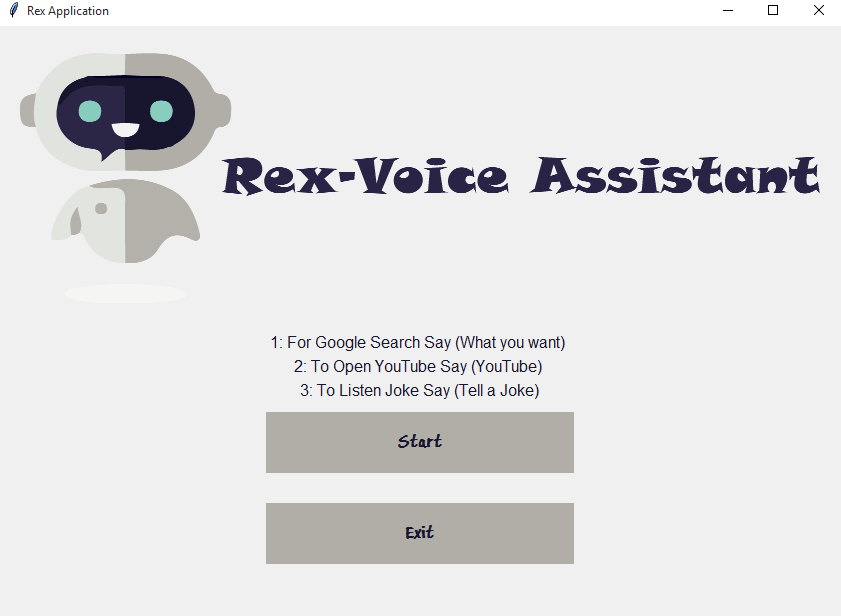 Rex Application
Rex-Voice Assistant
1: For Google Search Say (What you want)
2: To Open YouTube Say (YouTube)
3: To Listen Joke Say (Tell a Joke)
Start
Exit